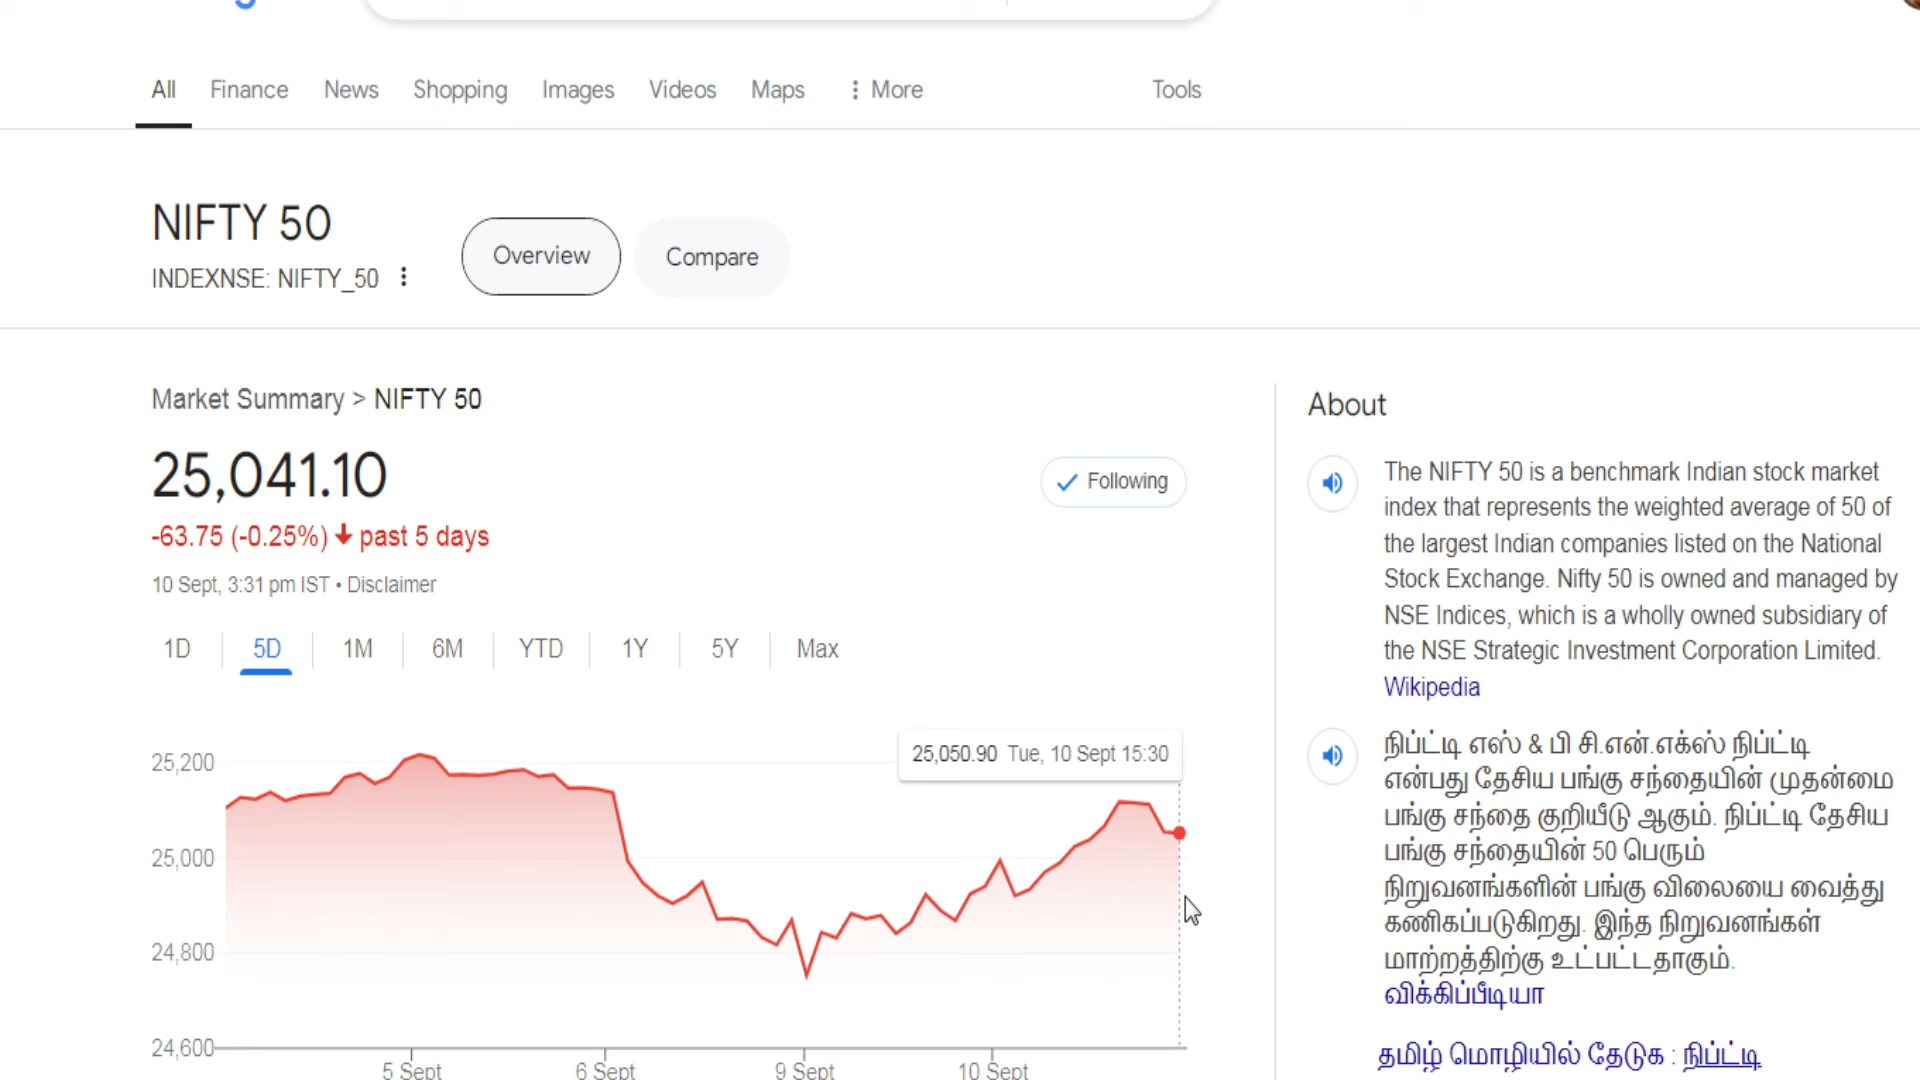 All Finance News Shopping Images Videos Maps More Tools
NIFTY 50
INDEXNSE: NIFTY_50
Overview
Compare
Market Summary > NIFTY 50
25,041.10
Following
-63.75 (-0.25%) past 5 days
10 Sept, 3:31 pm IST • Disclaimer
1D 5D 1M 6M YTD 1Y 5Y Max
25,050.90 Tue, 10 Sept 15:30
25,200
25,000
24,800
24,600
5 Sept 6 Sept 9 Sept 10 Sept
About
The NIFTY 50 is a benchmark Indian stock market
index that represents the weighted average of 50 of
the largest Indian companies listed on the National
Stock Exchange. Nifty 50 is owned and managed by
NSE Indices, which is a wholly owned subsidiary of
the NSE Strategic Investment Corporation Limited.
Wikipedia
நிப்ட்டி எஸ் & பி சி.என்.எக்ஸ் நிப்ட்டி
என்பது தேசிய பங்கு சந்தையின் முதன்மை
பங்கு சந்தை குறியீடு ஆகும். நிப்ட்டி தேசிய
பங்கு சந்தையின் 50 பெரும்
நிறுவனங்களின் பங்கு விலையை வைத்து
கணிகப்படுகிறது. இந்த நிறுவனங்கள்
மாற்றத்திற்கு உட்பட்டதாகும்.
விக்கிப்பீடியா
தமிழ் மொழியில் தேடுக : நிப்ட்டி